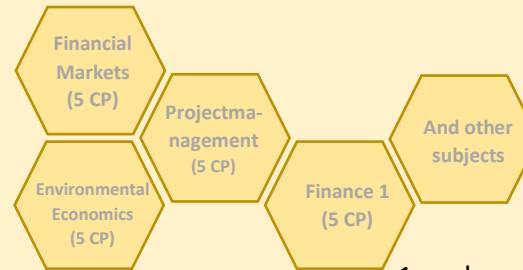 Financial
Markets
(5 CP)
Projectma-
nagement
(5 CP)
And other
subjects
Environmental
Economics
(5 CP)
Finance 1
(5 CP)